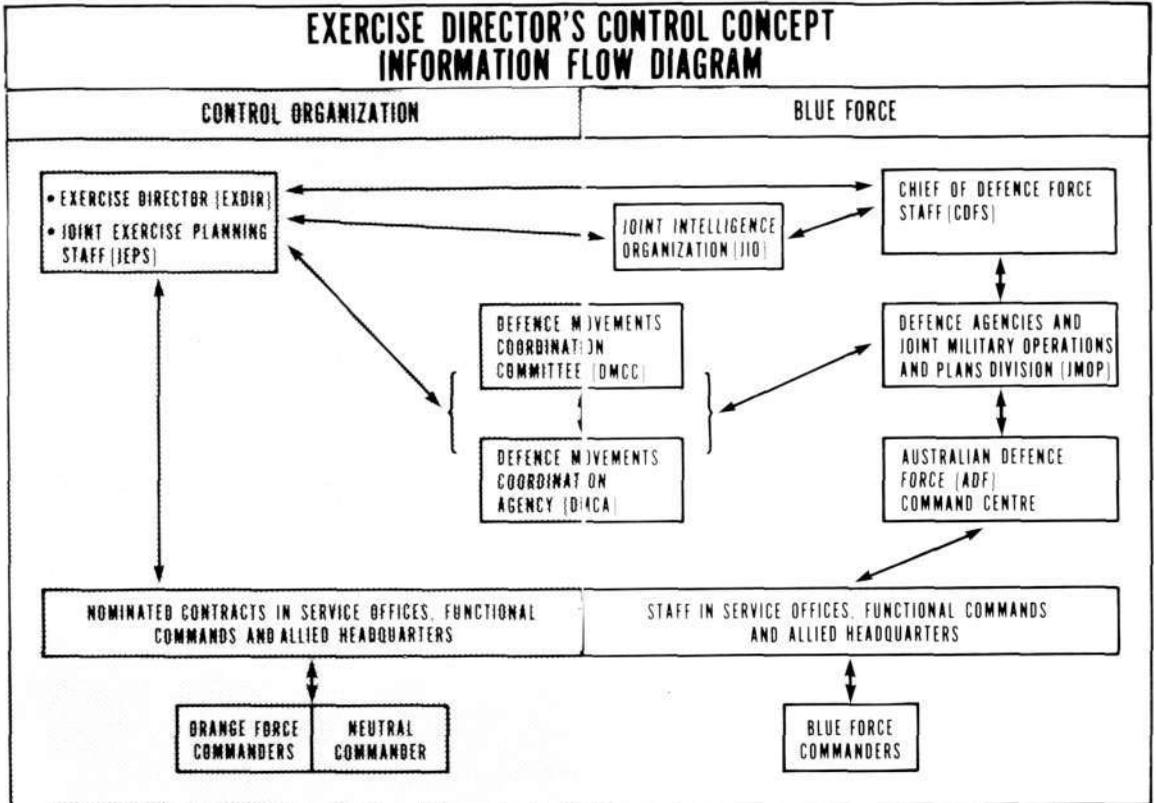 EXERCISE DIRECTOR'S CONTROL CONCEPT
INFORMATION FLOW DIAGRAM
CONTROL ORGANIZATION
BLUE FORCE
• EXERCISE DIRECTOR (EXDIR)
• JOINT EXERCISE PLANNING
STAFF (JEPS)
JOINT INTELLIGENCE
ORGANIZATION (JIO)
CHIEF OF DEFENCE FORCE
STAFF (CDFS)
DEFENCE MOVEMENTS
COORDINATION
COMMITTEE (DMCC)
DEFENCE AGENCIES AND
JOINT MILITARY OPERATIONS
AND PLANS DIVISION (JMOP)
DEFENCE MOVEMENTS
COORDINATION
AGENCY (DMCA)
AUSTRALIAN DEFENCE
FORCE (ADF)
COMMAND CENTRE
NOMINATED CONTRACTS IN SERVICE OFFICES, FUNCTIONAL
COMMANDS AND ALLIED HEADQUARTERS
STAFF IN SERVICE OFFICES, FUNCTIONAL COMMANDS
AND ALLIED HEADQUARTERS
ORANGE FORCE
COMMANDERS
NEUTRAL
COMMANDER
BLUE FORCE
COMMANDERS